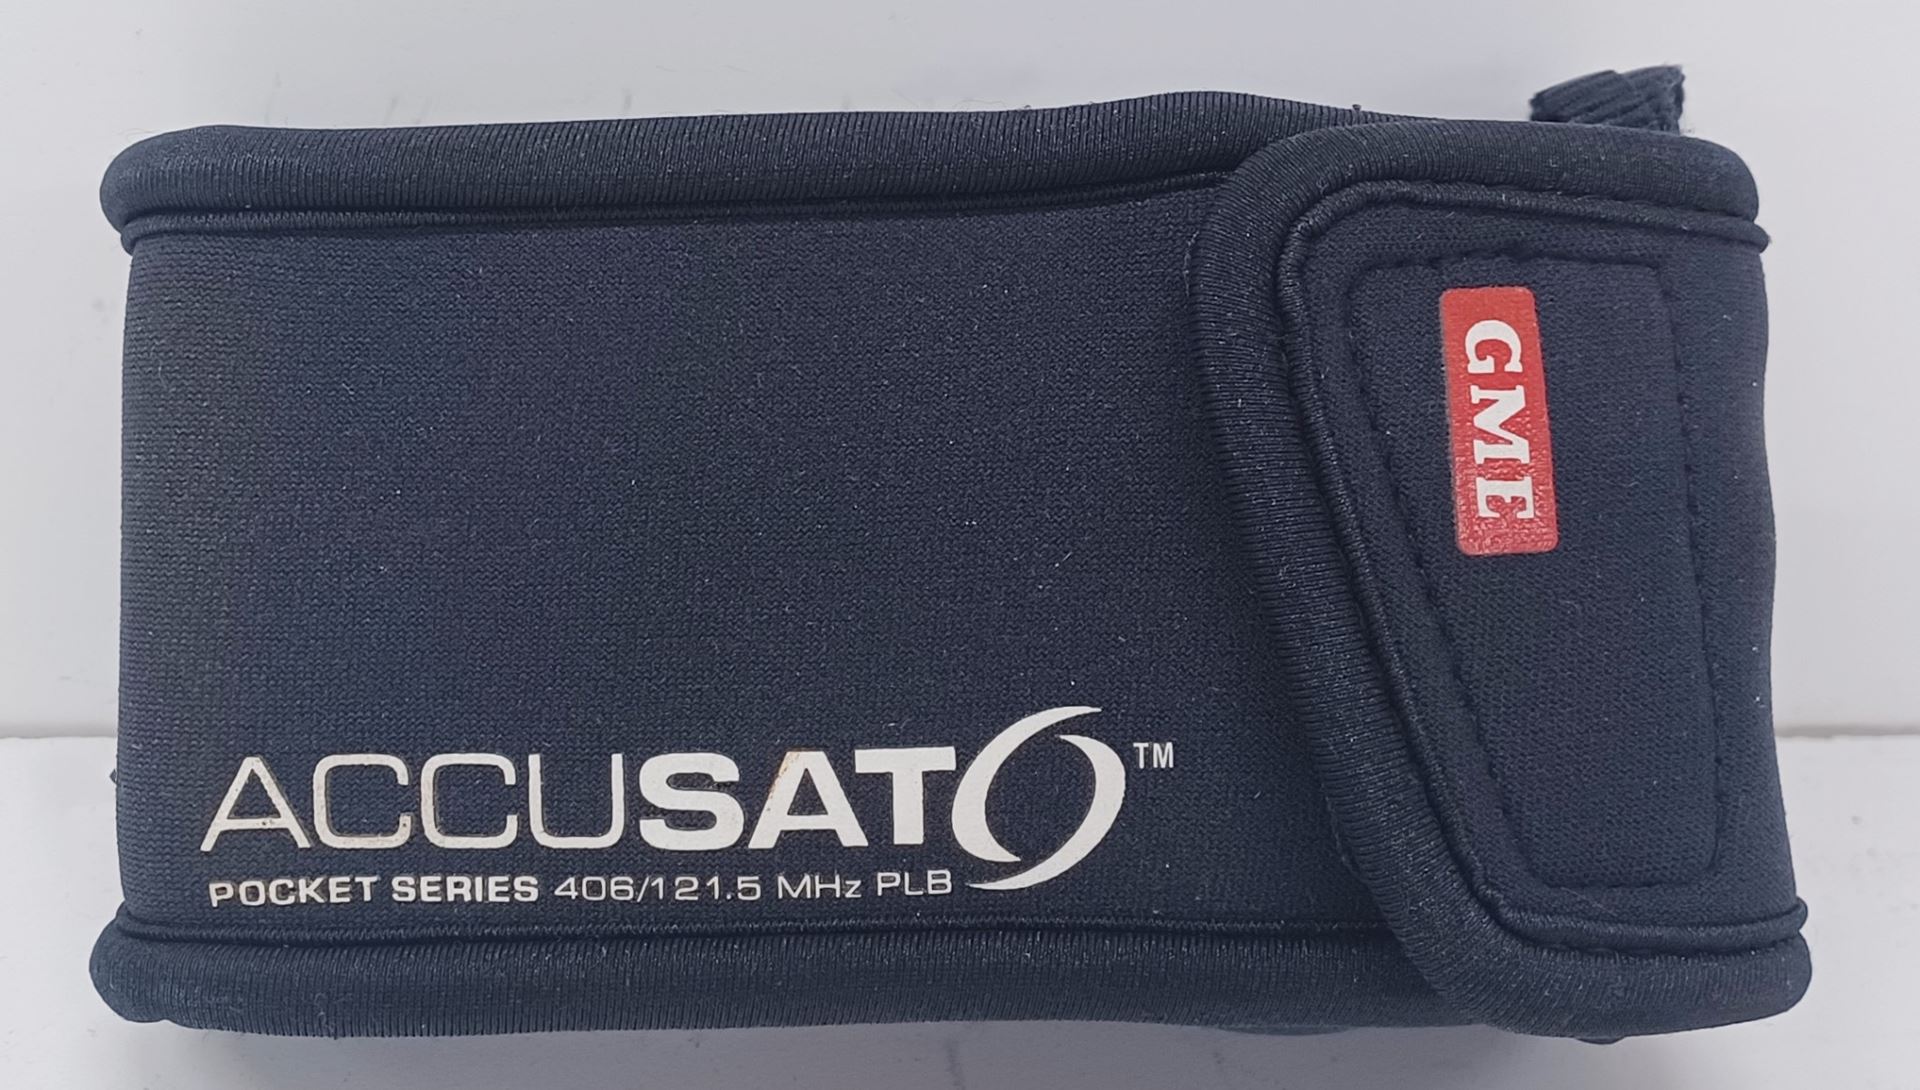 GME
ACCUSAT™
POCKET SERIES 406/121.5 MHz PLB